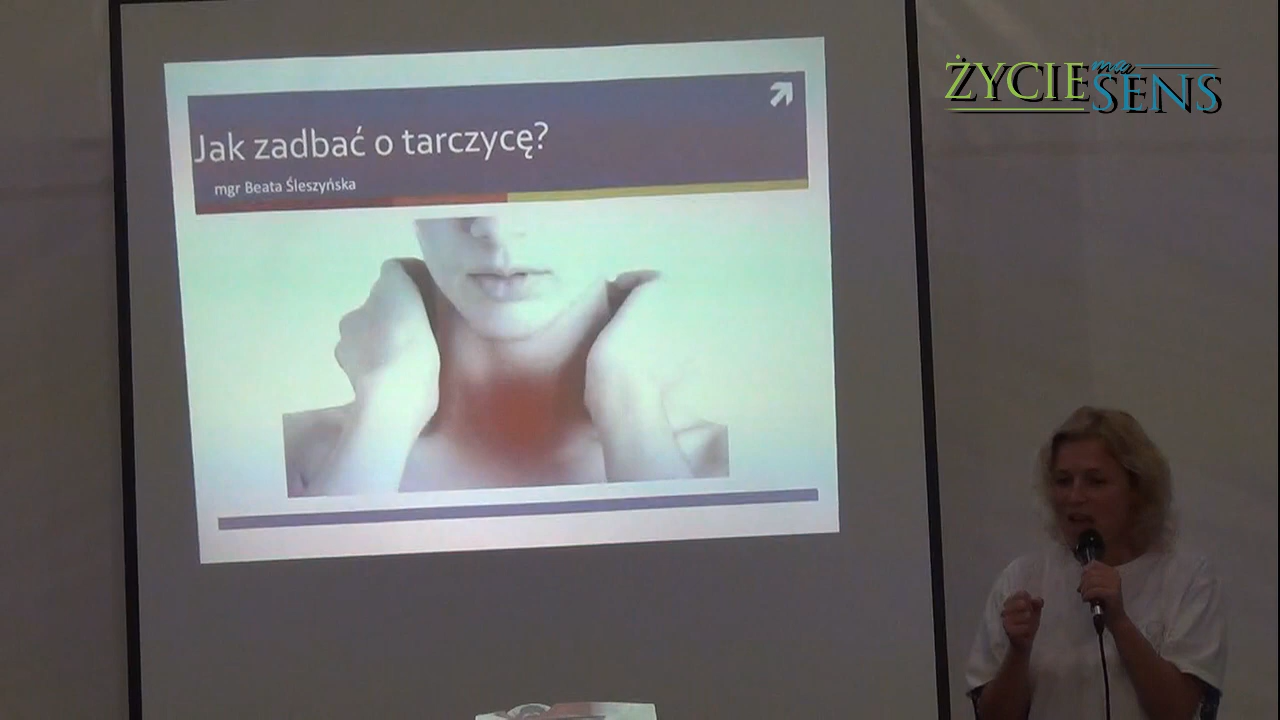 Jak zadbać o tarczycę?
mgr Beata Śleszyńska
ŻYCIE ma SENS